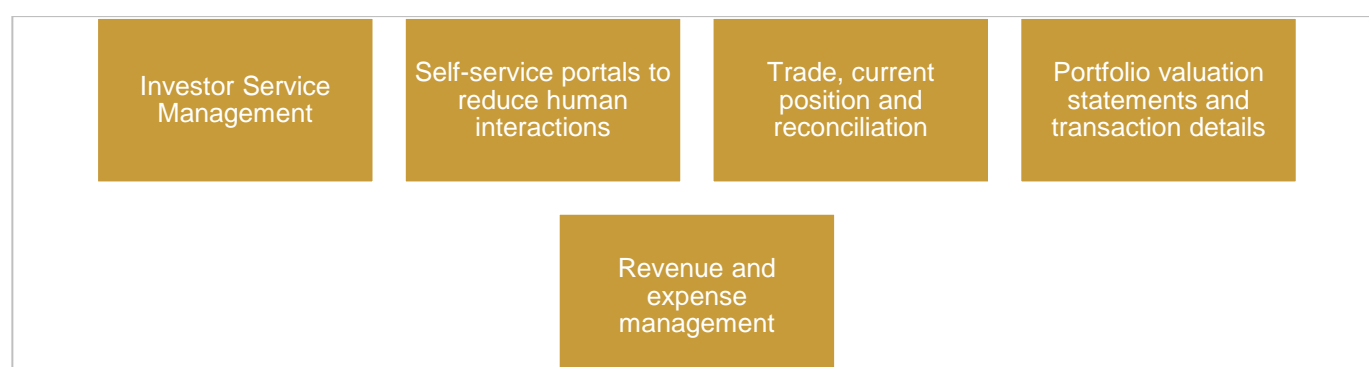 Investor Service
Management
Self-service portals to
reduce human
interactions
Trade, current
position and
reconciliation
Portfolio valuation
statements and
transaction details
Revenue and
expense
management